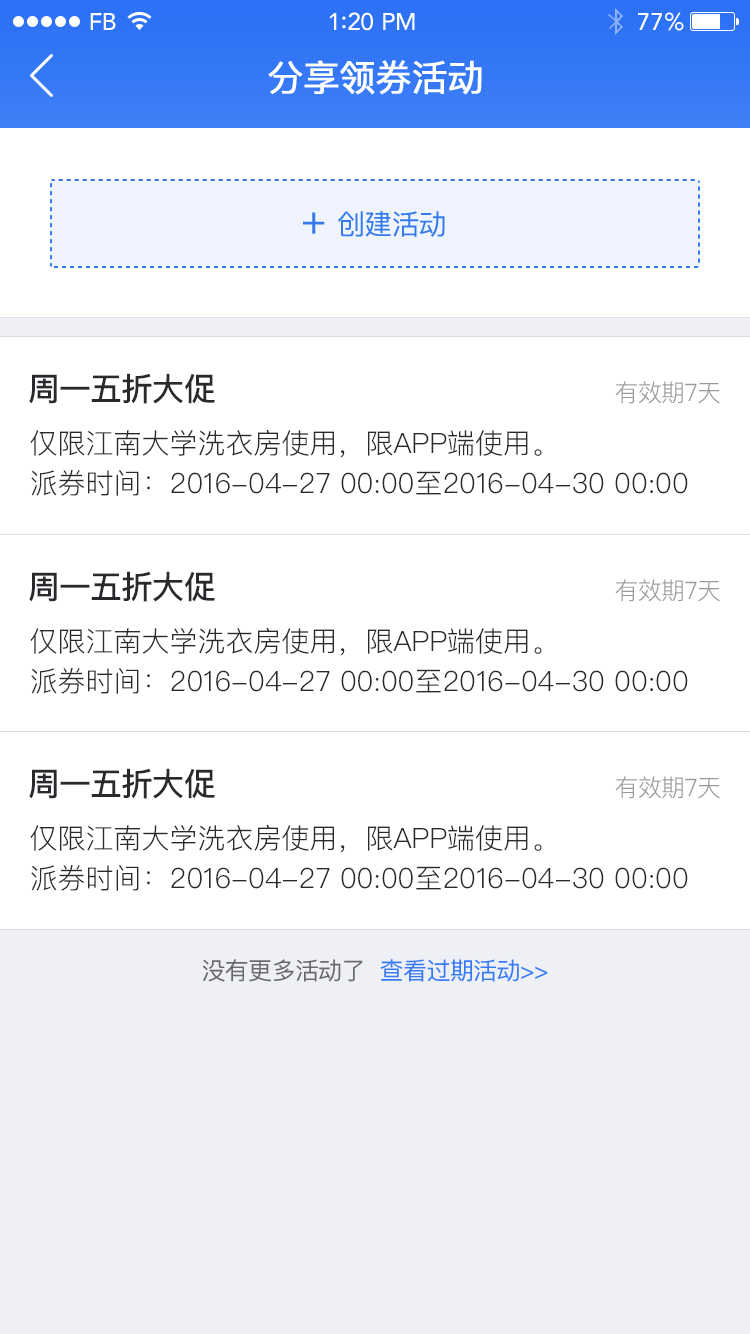 FB 1:20 PM 77%
分享领券活动
+ 创建活动
周一五折大促 有效期7天
仅限江南大学洗衣房使用，限APP端使用。
派券时间：2016-04-27 00:00至2016-04-30 00:00
周一五折大促 有效期7天
仅限江南大学洗衣房使用，限APP端使用。
派券时间：2016-04-27 00:00至2016-04-30 00:00
周一五折大促 有效期7天
仅限江南大学洗衣房使用，限APP端使用。
派券时间：2016-04-27 00:00至2016-04-30 00:00
没有更多活动了 查看过期活动>>